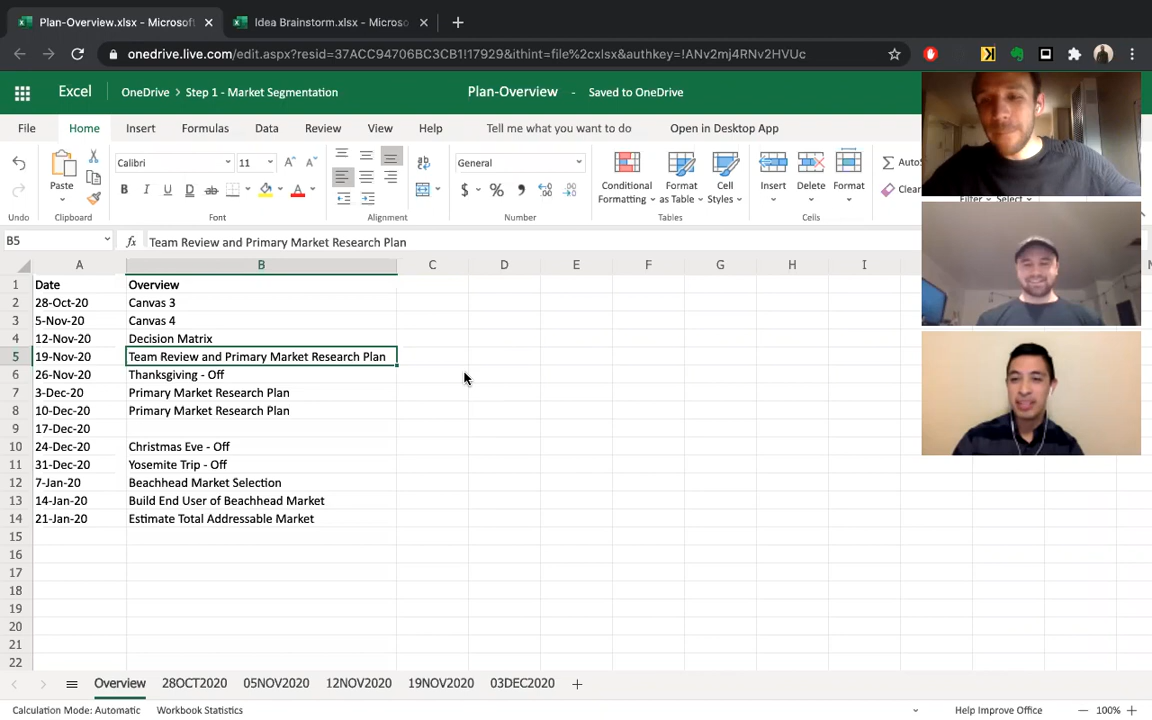 Plan-Overview.xlsx - Microsoft
Idea Brainstorm.xlsx - Microso
onedrive.live.com/edit.aspx?resid=37ACC94706BC3CB1!17929&ithint=file%2cxlsx&authkey=!ANv2mj4RNv2HVUc
Excel OneDrive > Step 1 - Market Segmentation Plan-Overview - Saved to OneDrive
File Home Insert Formulas Data Review View Help Tell me what you want to do Open in Desktop App
Calibri 11 General $ % , AutoS
Paste B I U D ab A Conditional Formatting Format as Table Cell Styles Insert Delete Format Clear Filter Select
Undo Clipboard Font Alignment Number Tables Cells
B5 fx Team Review and Primary Market Research Plan
A B C D E F G H I
1 Date Overview
2 28-Oct-20 Canvas 3
3 5-Nov-20 Canvas 4
4 12-Nov-20 Decision Matrix
5 19-Nov-20 Team Review and Primary Market Research Plan
6 26-Nov-20 Thanksgiving - Off
7 3-Dec-20 Primary Market Research Plan
8 10-Dec-20 Primary Market Research Plan
9 17-Dec-20
10 24-Dec-20 Christmas Eve - Off
11 31-Dec-20 Yosemite Trip - Off
12 7-Jan-20 Beachhead Market Selection
13 14-Jan-20 Build End User of Beachhead Market
14 21-Jan-20 Estimate Total Addressable Market
15
16
17
18
19
20
21
22
Overview 28OCT2020 05NOV2020 12NOV2020 19NOV2020 03DEC2020
Calculation Mode: Automatic Workbook Statistics Help Improve Office 100%